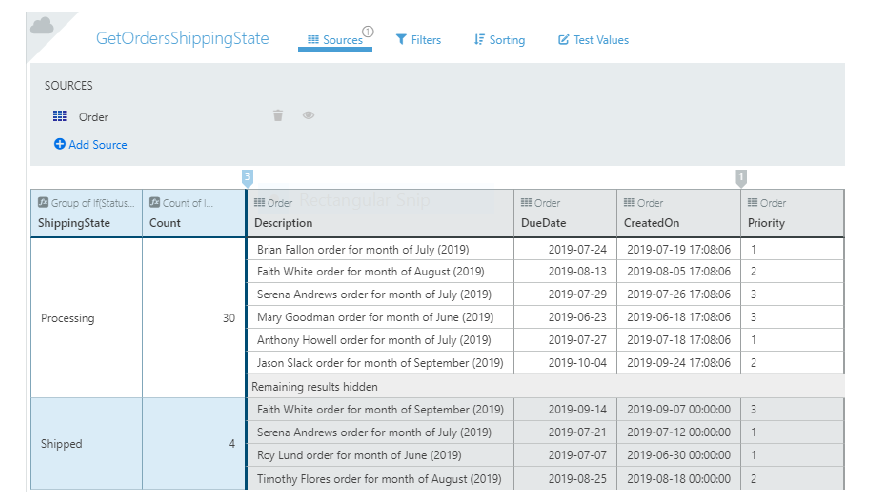 GetOrdersShippingState Sources 1 Filters Sorting Test Values
SOURCES
Order
Add Source
3 1
Group of If(Status... Count of I... Order Rectangular Snip Order Order Order
ShippingState Count Description DueDate CreatedOn Priority
Bran Fallon order for month of July (2019) 2019-07-24 2019-07-19 17:08:06 1
Fath White order for month of August (2019) 2019-08-13 2019-08-05 17:08:06 2
Serena Andrews order for month of July (2019) 2019-07-29 2019-07-26 17:08:06 3
Processing 30 Mary Goodman order for month of June (2019) 2019-06-23 2019-06-18 17:08:06 3
Anthony Howell order for month of July (2019) 2019-07-27 2019-07-18 17:08:06 1
Jason Slack order for month of September (2019) 2019-10-04 2019-09-24 17:08:06 2
Remaining results hidden
Fath White order for month of September (2019) 2019-09-14 2019-09-07 00:00:00 3
Serena Andrews order for month of July (2019) 2019-07-21 2019-07-12 00:00:00 1
Shipped 4 Roy Lund order for month of June (2019) 2019-07-07 2019-06-30 00:00:00 1
Timothy Flores order for month of August (2019) 2019-08-25 2019-08-18 00:00:00 2